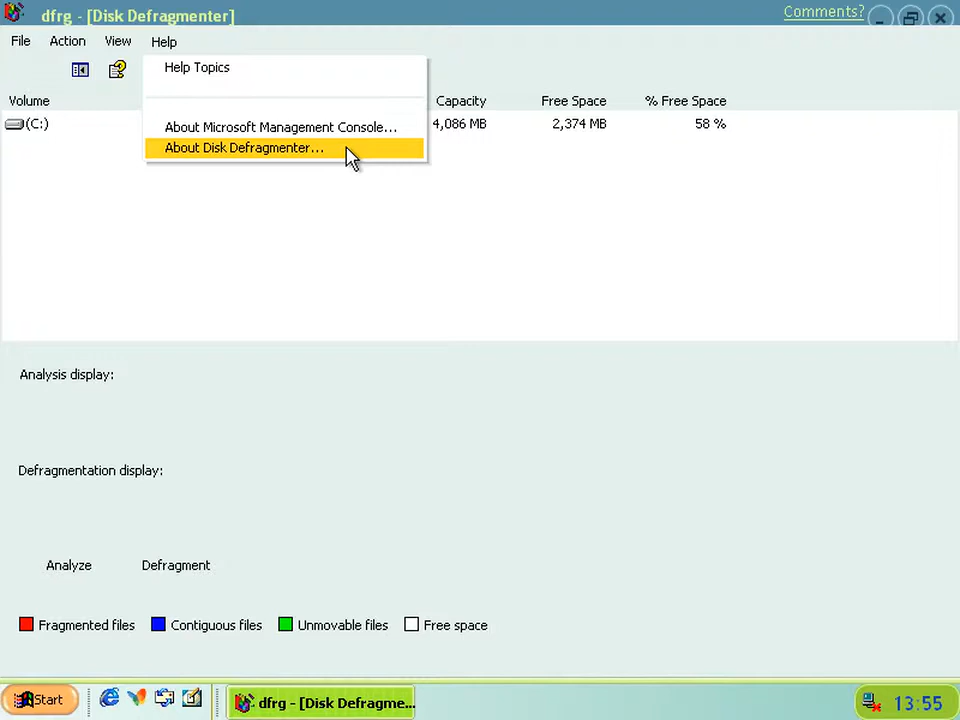 dfrg - [Disk Defragmenter]
Comments?
File Action View Help
Help Topics
About Microsoft Management Console...
About Disk Defragmenter...
Volume Capacity Free Space % Free Space
(C:) 4,086 MB 2,374 MB 58 %
Analysis display:
Defragmentation display:
Analyze Defragment
Fragmented files Contiguous files Unmovable files Free space
Start dfrg - [Disk Defragme... 13:55